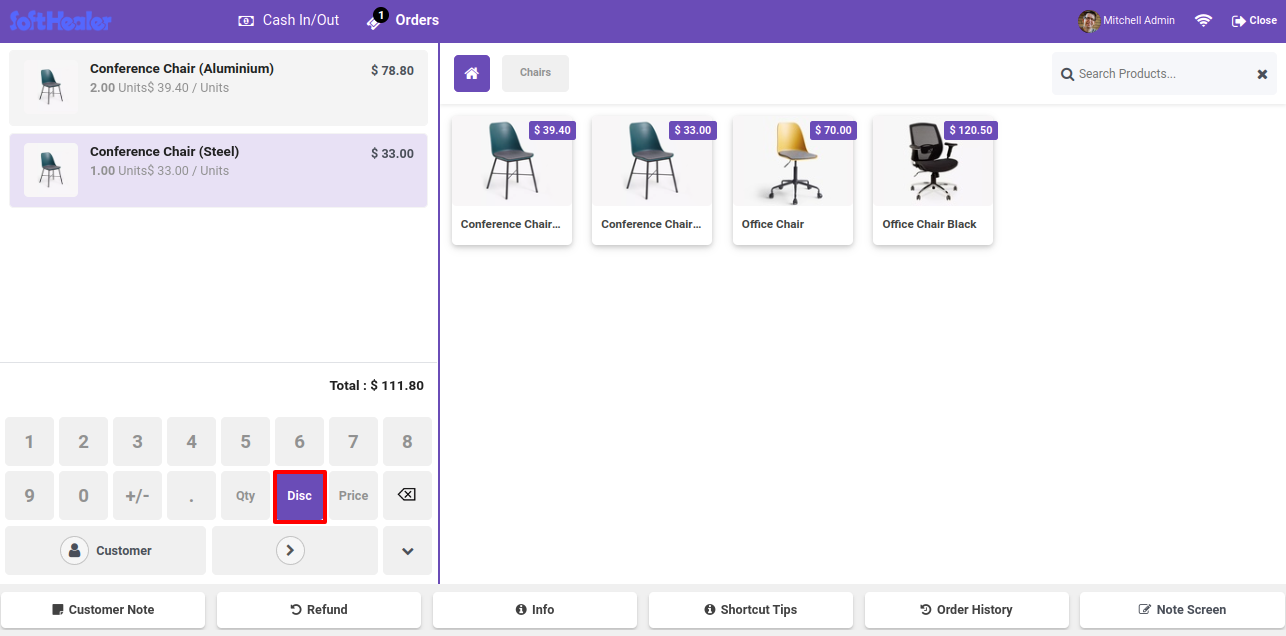 SoftHealer
Cash In/Out
1
Orders
Mitchell Admin
Close
Conference Chair (Aluminium)
$ 78.80
2.00 Units$ 39.40 / Units
Conference Chair (Steel)
$ 33.00
1.00 Units$ 33.00 / Units
Total : $ 111.80
1 2 3 4 5 6 7 8
9 0 +/- . Qty Disc Price
Customer
Chairs
Search Products...
$ 39.40
Conference Chair...
$ 33.00
Conference Chair...
$ 70.00
Office Chair
$ 120.50
Office Chair Black
Customer Note
Refund
Info
Shortcut Tips
Order History
Note Screen